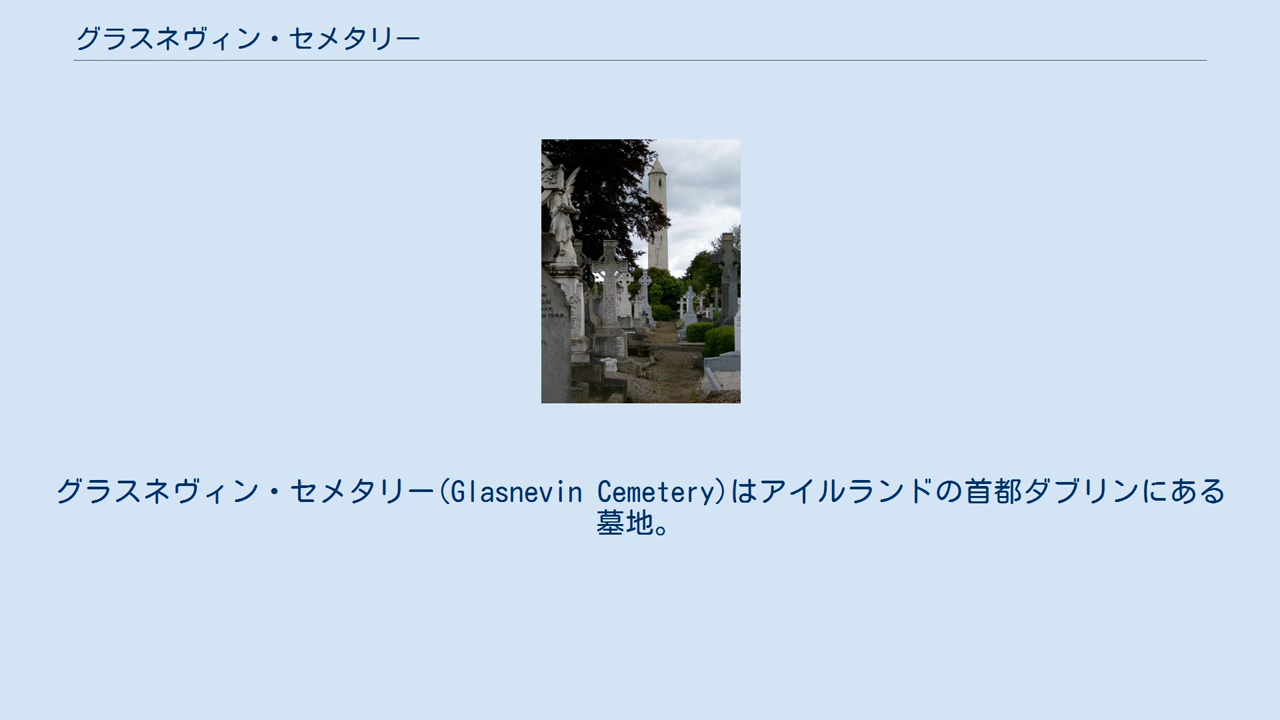 グラスネヴィン・セメタリー
グラスネヴィン・セメタリー(Glasnevin Cemetery)はアイルランドの首都ダブリンにある
墓地。